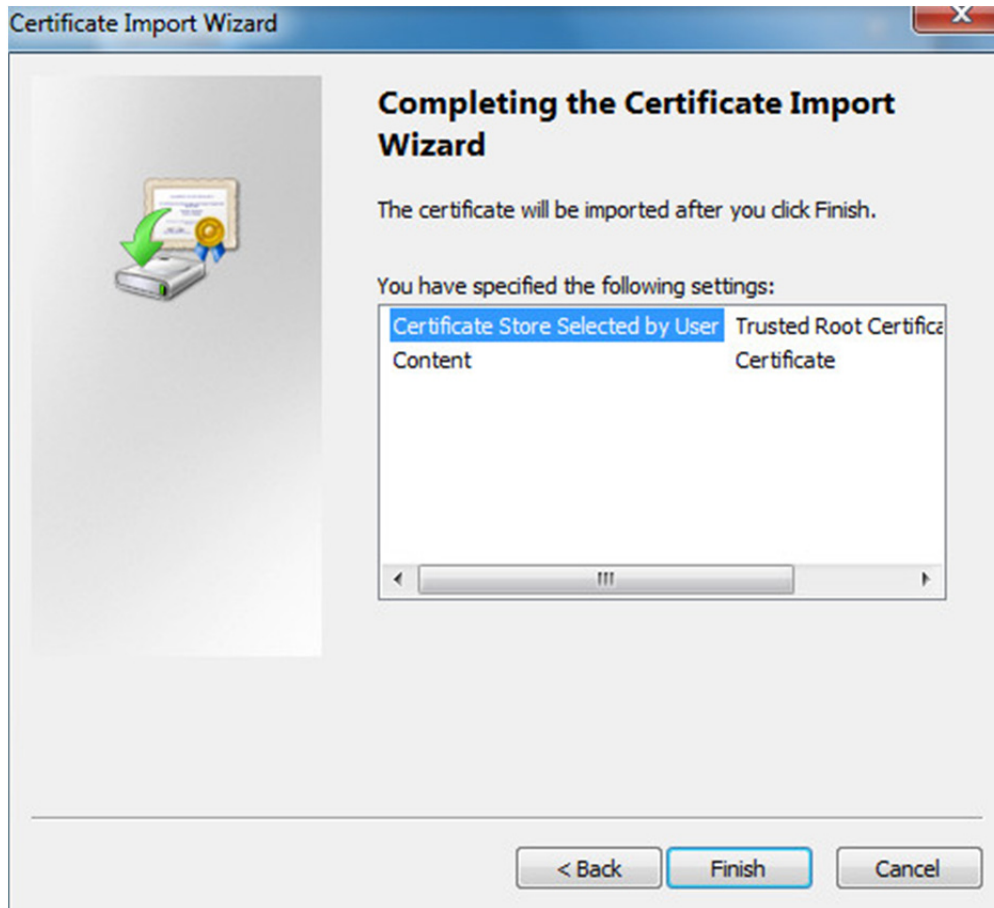 Certificate Import Wizard
X
Completing the Certificate Import
Wizard
The certificate will be imported after you click Finish.
You have specified the following settings:
Certificate Store Selected by User Trusted Root Certifica
Content Certificate
< Back Finish Cancel